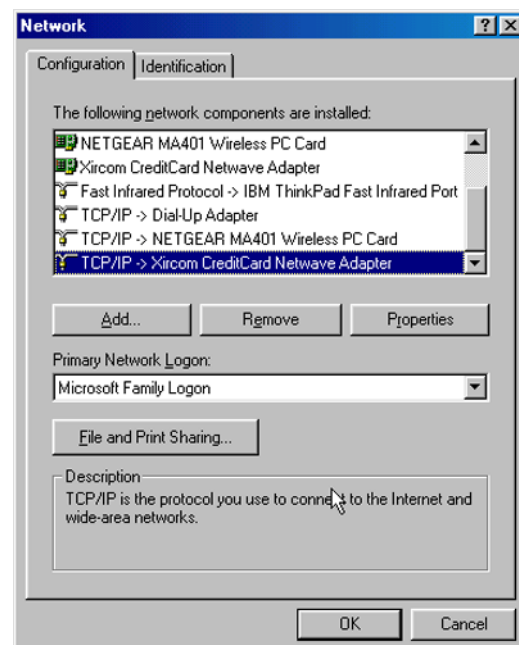 Network
Configuration Identification
The following network components are installed:
NETGEAR MA401 Wireless PC Card
Xircom CreditCard Netwave Adapter
Fast Infrared Protocol -> IBM ThinkPad Fast Infrared Port
TCP/IP -> Dial-Up Adapter
TCP/IP -> NETGEAR MA401 Wireless PC Card
TCP/IP -> Xircom CreditCard Netwave Adapter
Add... Remove Properties
Primary Network Logon:
Microsoft Family Logon
File and Print Sharing...
Description
TCP/IP is the protocol you use to connect to the Internet and
wide-area networks.
OK Cancel